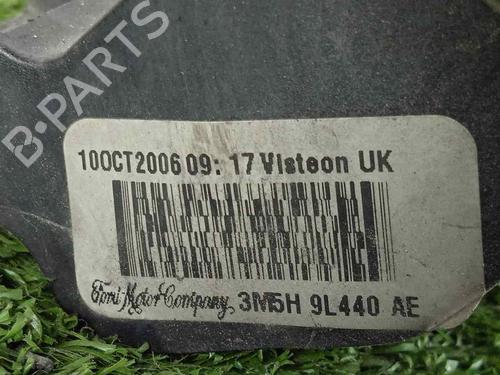 B-PARTS
10OCT2006 09:17 Visteon UK
Ford Motor Company 3M5H 9L440 AE